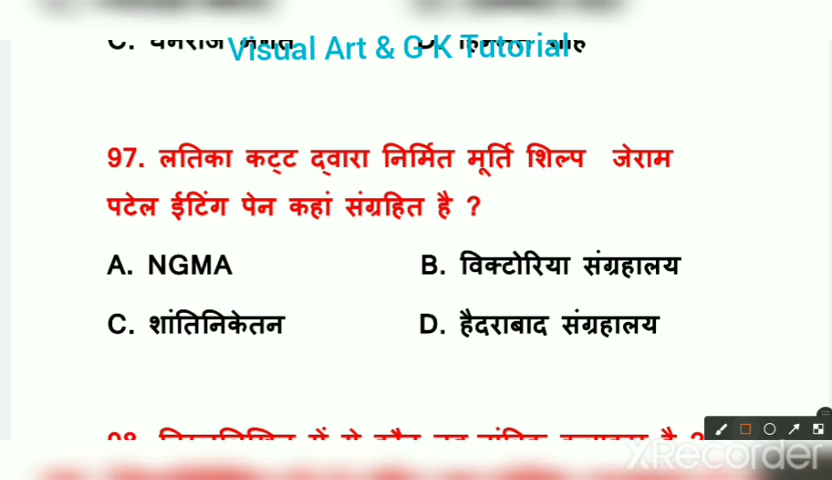 Visual Art & G K Tutorial
97. लतिका कट्ट द्वारा निर्मित मूर्ति शिल्प जेराम
पटेल ईटिंग पेन कहां संग्रहित है ?
A. NGMA B. विक्टोरिया संग्रहालय
C. शांतिनिकेतन D. हैदराबाद संग्रहालय
XRecorder